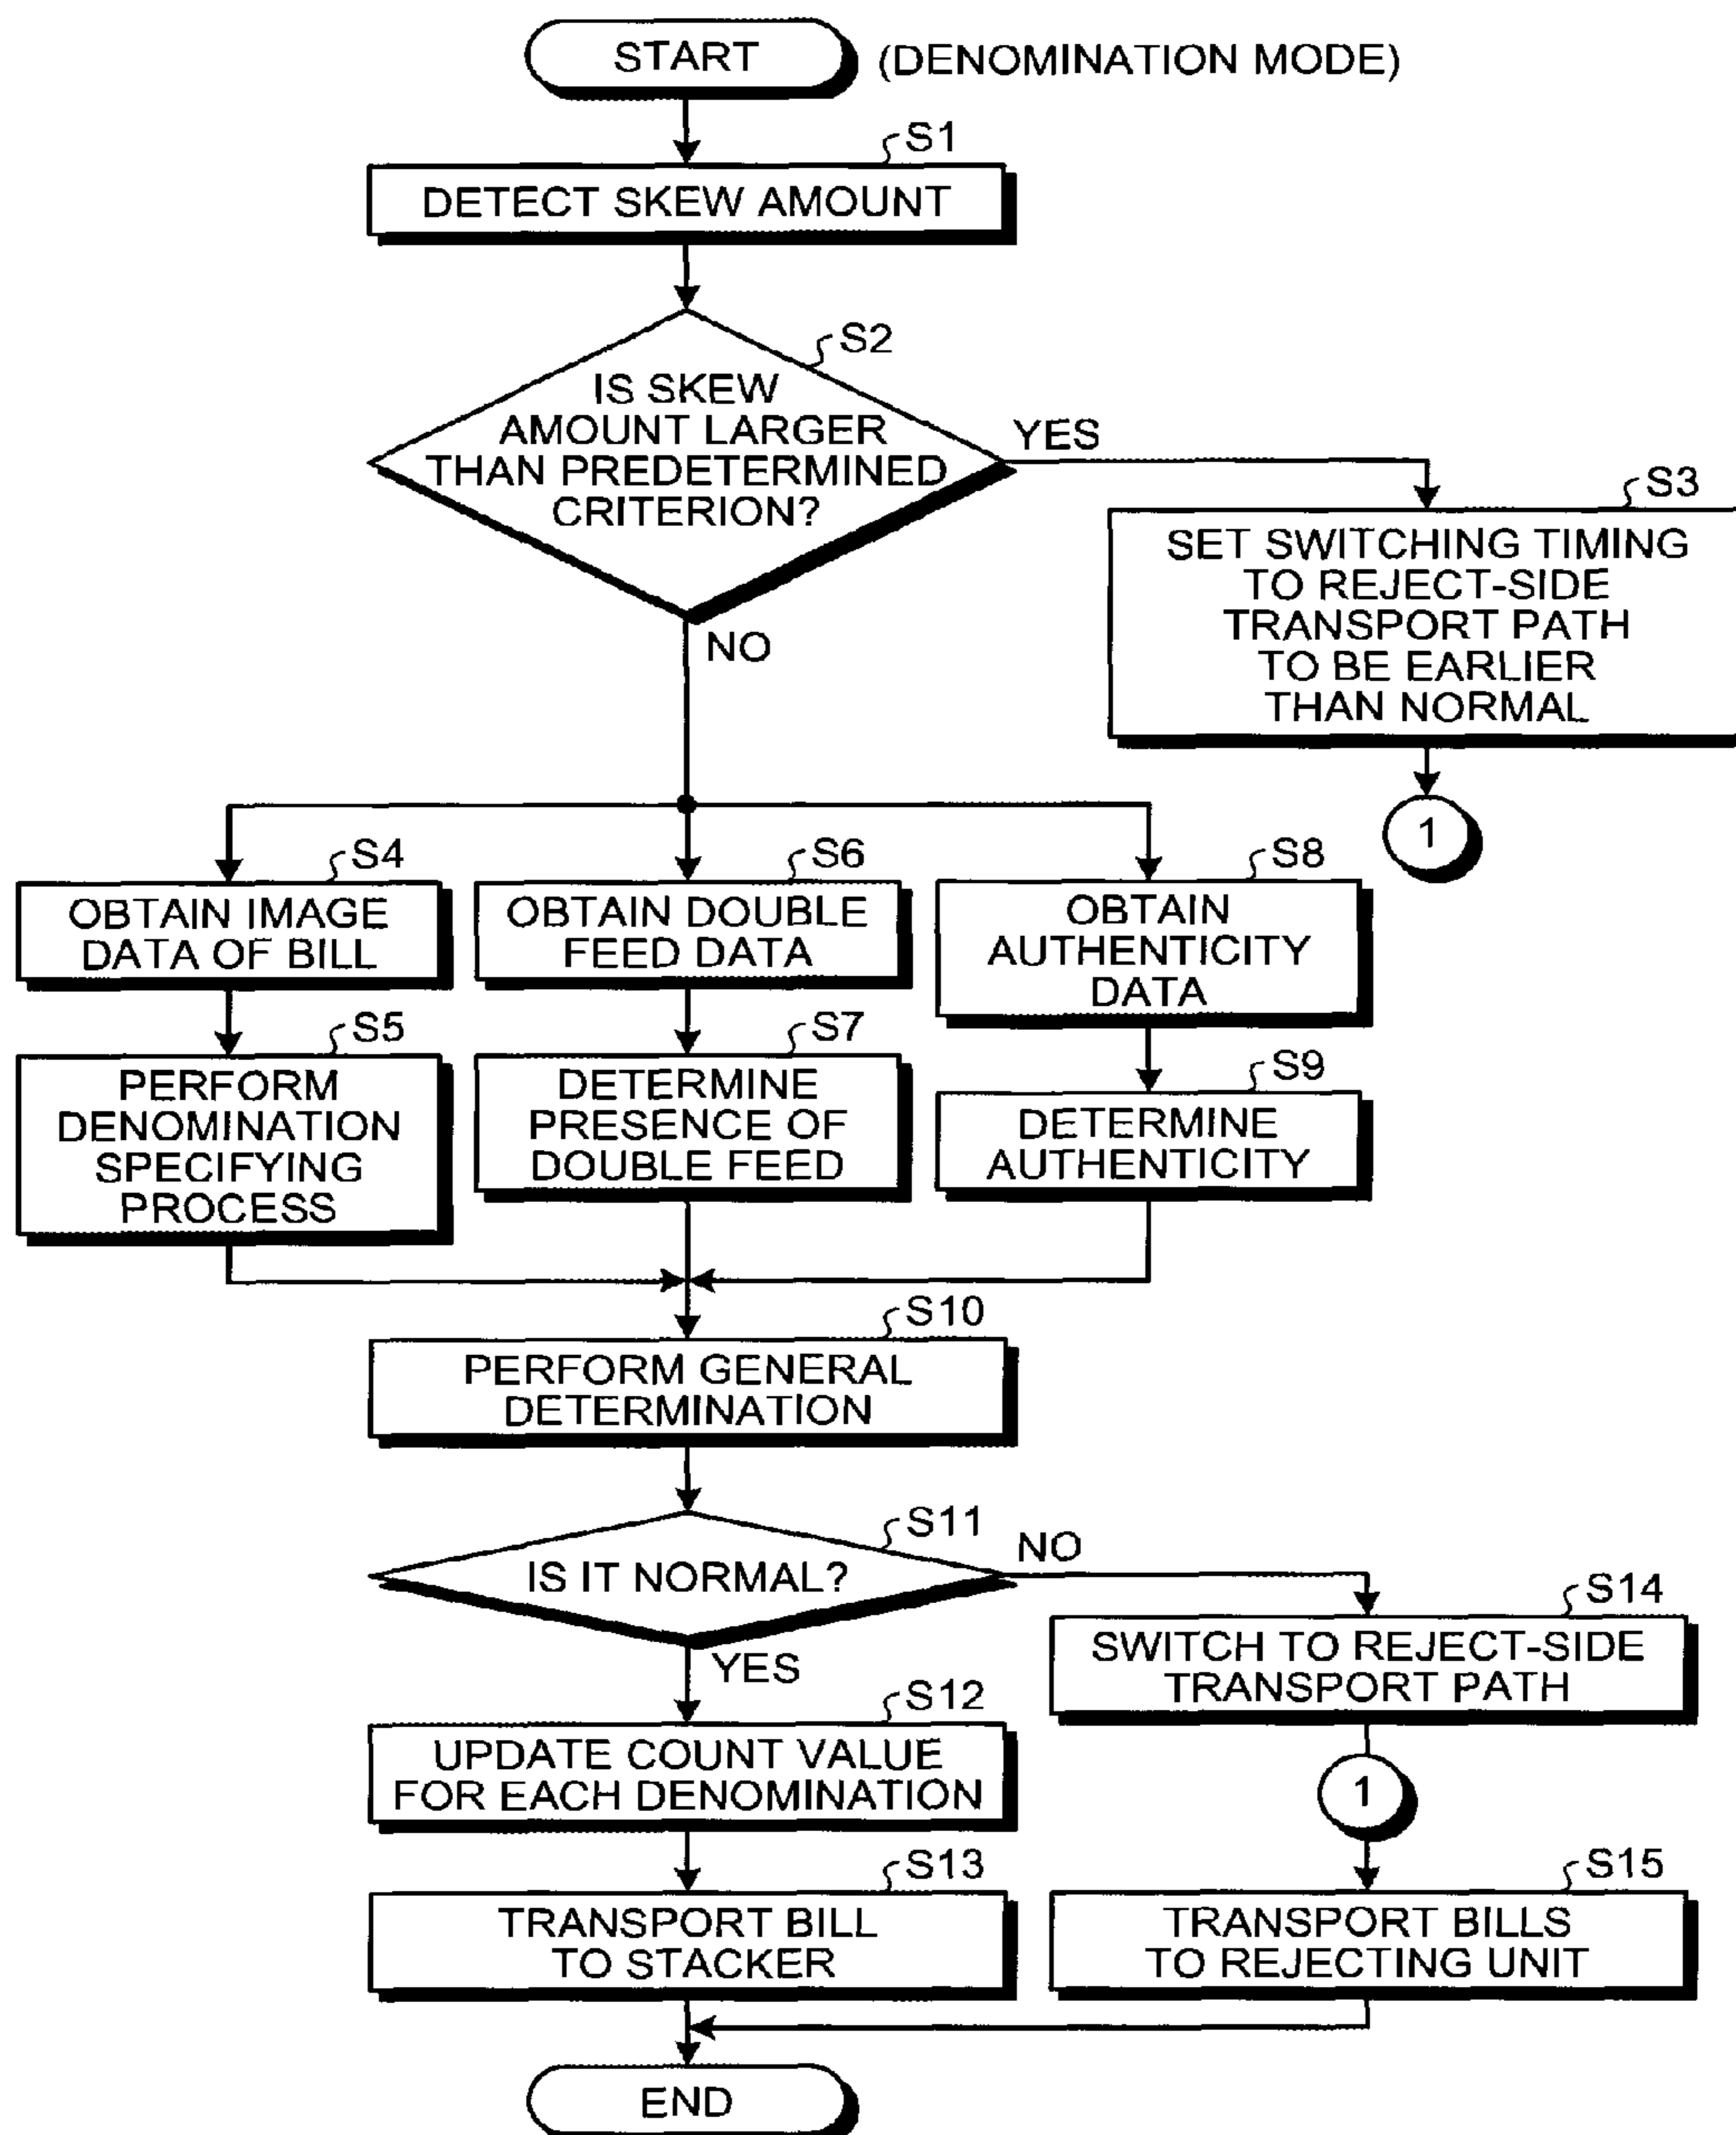 START
(DENOMINATION MODE)
S1
DETECT SKEW AMOUNT
S2
IS SKEW
AMOUNT LARGER
THAN PREDETERMINED
CRITERION?
YES
NO
S3
SET SWITCHING TIMING
TO REJECT-SIDE
TRANSPORT PATH
TO BE EARLIER
THAN NORMAL
1
S4
OBTAIN IMAGE
DATA OF BILL
S5
PERFORM
DENOMINATION
SPECIFYING
PROCESS
S6
OBTAIN DOUBLE
FEED DATA
S7
DETERMINE
PRESENCE OF
DOUBLE FEED
S8
OBTAIN
AUTHENTICITY
DATA
S9
DETERMINE
AUTHENTICITY
S10
PERFORM GENERAL
DETERMINATION
S11
IS IT NORMAL?
NO
YES
S12
UPDATE COUNT VALUE
FOR EACH DENOMINATION
S13
TRANSPORT BILL
TO STACKER
S14
SWITCH TO REJECT-SIDE
TRANSPORT PATH
1
S15
TRANSPORT BILLS
TO REJECTING UNIT
END